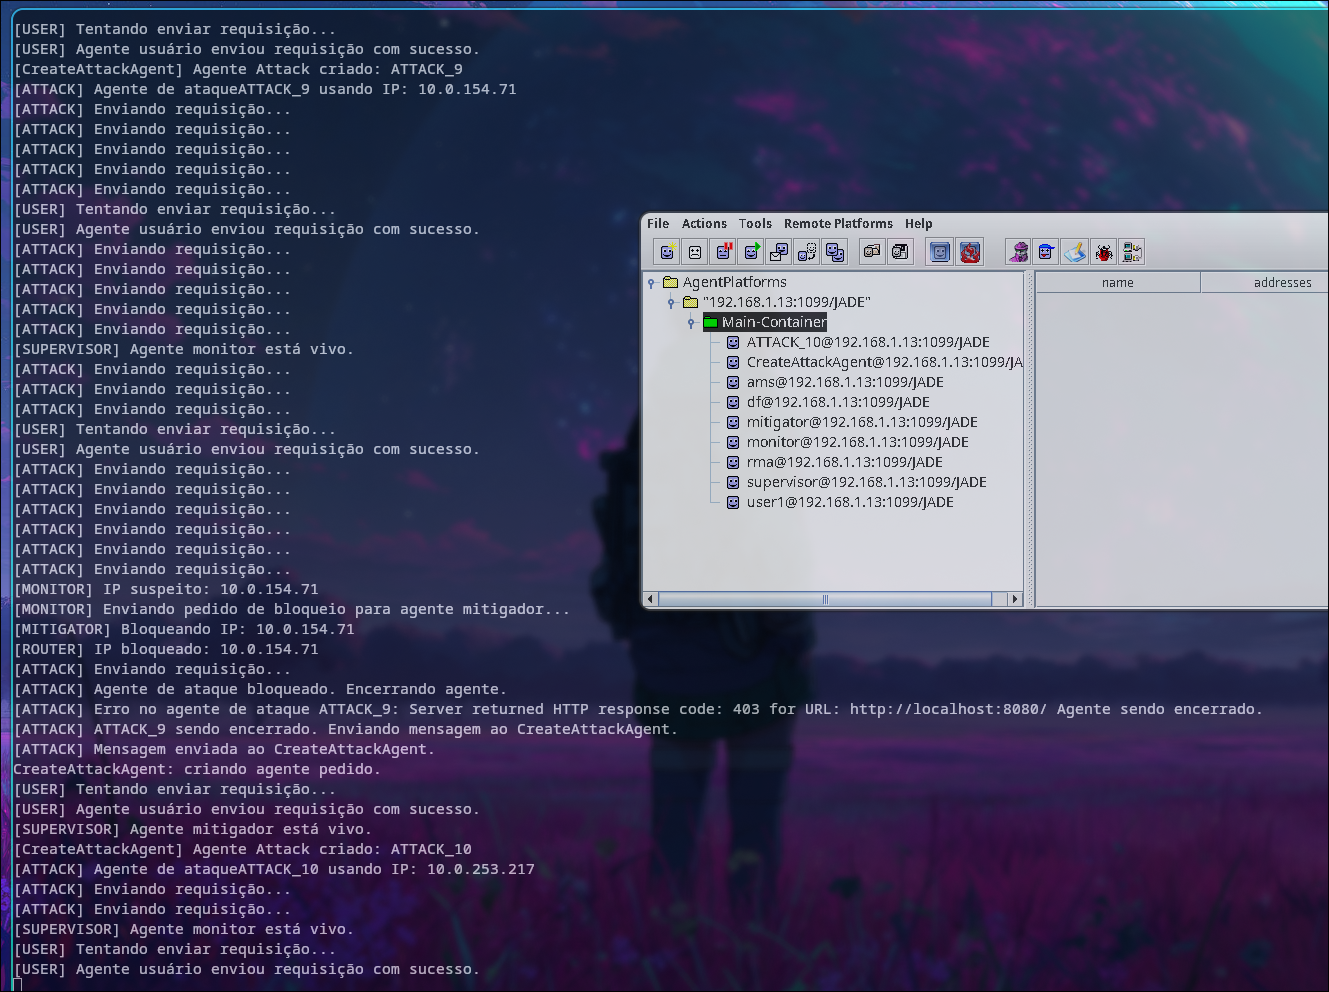 [USER] Tentando enviar requisição...
[USER] Agente usuário enviou requisição com sucesso.
[CreateAttackAgent] Agente Attack criado: ATTACK_9
[ATTACK] Agente de ataqueATTACK_9 usando IP: 10.0.154.71
[ATTACK] Enviando requisição...
[ATTACK] Enviando requisição...
[ATTACK] Enviando requisição...
[ATTACK] Enviando requisição...
[ATTACK] Enviando requisição...
[USER] Tentando enviar requisição...
[USER] Agente usuário enviou requisição com sucesso.
[ATTACK] Enviando requisição...
[ATTACK] Enviando requisição...
[ATTACK] Enviando requisição...
[ATTACK] Enviando requisição...
[ATTACK] Enviando requisição...
[SUPERVISOR] Agente monitor está vivo.
[ATTACK] Enviando requisição...
[ATTACK] Enviando requisição...
[ATTACK] Enviando requisição...
[USER] Tentando enviar requisição...
[USER] Agente usuário enviou requisição com sucesso.
[ATTACK] Enviando requisição...
[ATTACK] Enviando requisição...
[ATTACK] Enviando requisição...
[ATTACK] Enviando requisição...
[ATTACK] Enviando requisição...
[ATTACK] Enviando requisição...
[MONITOR] IP suspeito: 10.0.154.71
[MONITOR] Enviando pedido de bloqueio para agente mitigador...
[MITIGATOR] Bloqueando IP: 10.0.154.71
[ROUTER] IP bloqueado: 10.0.154.71
[ATTACK] Enviando requisição...
[ATTACK] Agente de ataque bloqueado. Encerrando agente.
[ATTACK] Erro no agente de ataque ATTACK_9: Server returned HTTP response code: 403 for URL: http://localhost:8080/ Agente sendo encerrado.
[ATTACK] ATTACK_9 sendo encerrado. Enviando mensagem ao CreateAttackAgent.
[ATTACK] Mensagem enviada ao CreateAttackAgent.
CreateAttackAgent: criando agente pedido.
[USER] Tentando enviar requisição...
[USER] Agente usuário enviou requisição com sucesso.
[SUPERVISOR] Agente mitigador está vivo.
[CreateAttackAgent] Agente Attack criado: ATTACK_10
[ATTACK] Agente de ataqueATTACK_10 usando IP: 10.0.253.217
[ATTACK] Enviando requisição...
[ATTACK] Enviando requisição...
[SUPERVISOR] Agente monitor está vivo.
[USER] Tentando enviar requisição...
[USER] Agente usuário enviou requisição com sucesso.
File Actions Tools Remote Platforms Help
AgentPlatforms
"192.168.1.13:1099/JADE"
Main-Container
ATTACK_10@192.168.1.13:1099/JADE
CreateAttackAgent@192.168.1.13:1099/JA
ams@192.168.1.13:1099/JADE
df@192.168.1.13:1099/JADE
mitigator@192.168.1.13:1099/JADE
monitor@192.168.1.13:1099/JADE
rma@192.168.1.13:1099/JADE
supervisor@192.168.1.13:1099/JADE
user1@192.168.1.13:1099/JADE
name addresses